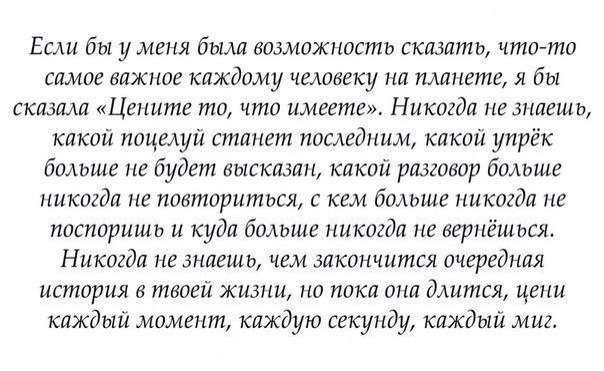 Если бы у меня была возможность сказать, что-то
самое важное каждому человеку на планете, я бы
сказала «Цените то, что имеете». Никогда не знаешь,
какой поцелуй станет последним, какой упрёк
больше не будет высказан, какой разговор больше
никогда не повториться, с кем больше никогда не
поспоришь и куда больше никогда не вернёшься.
Никогда не знаешь, чем закончится очередная
история в твоей жизни, но пока она длится, цени
каждый момент, каждую секунду, каждый миг.